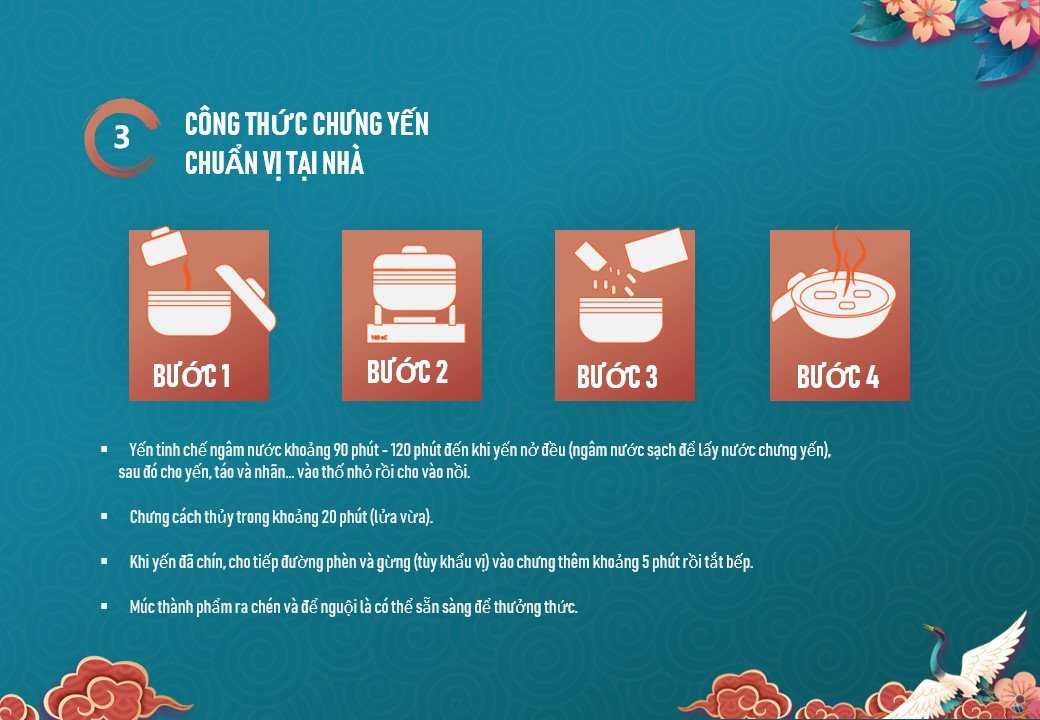 3
CÔNG THỨC CHƯNG YẾN
CHUẨN VỊ TẠI NHÀ
BƯỚC 1
BƯỚC 2
BƯỚC 3
BƯỚC 4
▪ Yến tinh chế ngâm nước khoảng 90 phút - 120 phút đến khi yến nở đều (ngâm nước sạch để lấy nước chưng yến),
sau đó cho yến, táo và nhãn... vào thố nhỏ rồi cho vào nồi.
▪ Chưng cách thủy trong khoảng 20 phút (lửa vừa).
▪ Khi yến đã chín, cho tiếp đường phèn và gừng (tùy khẩu vị) vào chưng thêm khoảng 5 phút rồi tắt bếp.
▪ Múc thành phẩm ra chén và để nguội là có thể sẵn sàng để thưởng thức.